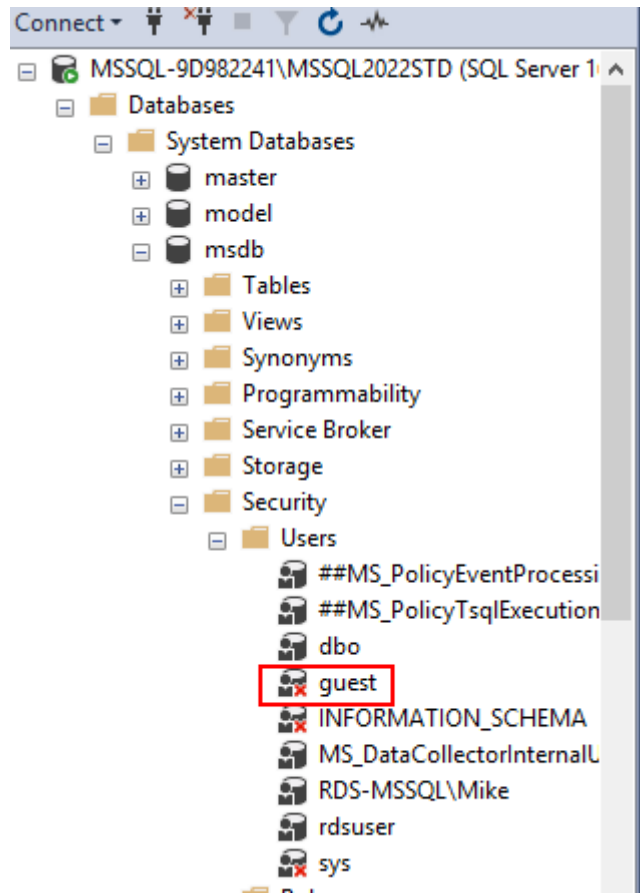 Connect
MSSQL-9D982241\MSSQL2022STD (SQL Server 1
Databases
System Databases
master
model
msdb
Tables
Views
Synonyms
Programmability
Service Broker
Storage
Security
Users
##MS_PolicyEventProcessi
##MS_PolicyTsqlExecution
dbo
guest
INFORMATION_SCHEMA
MS_DataCollectorInternalU
RDS-MSSQL\Mike
rdsuser
sys